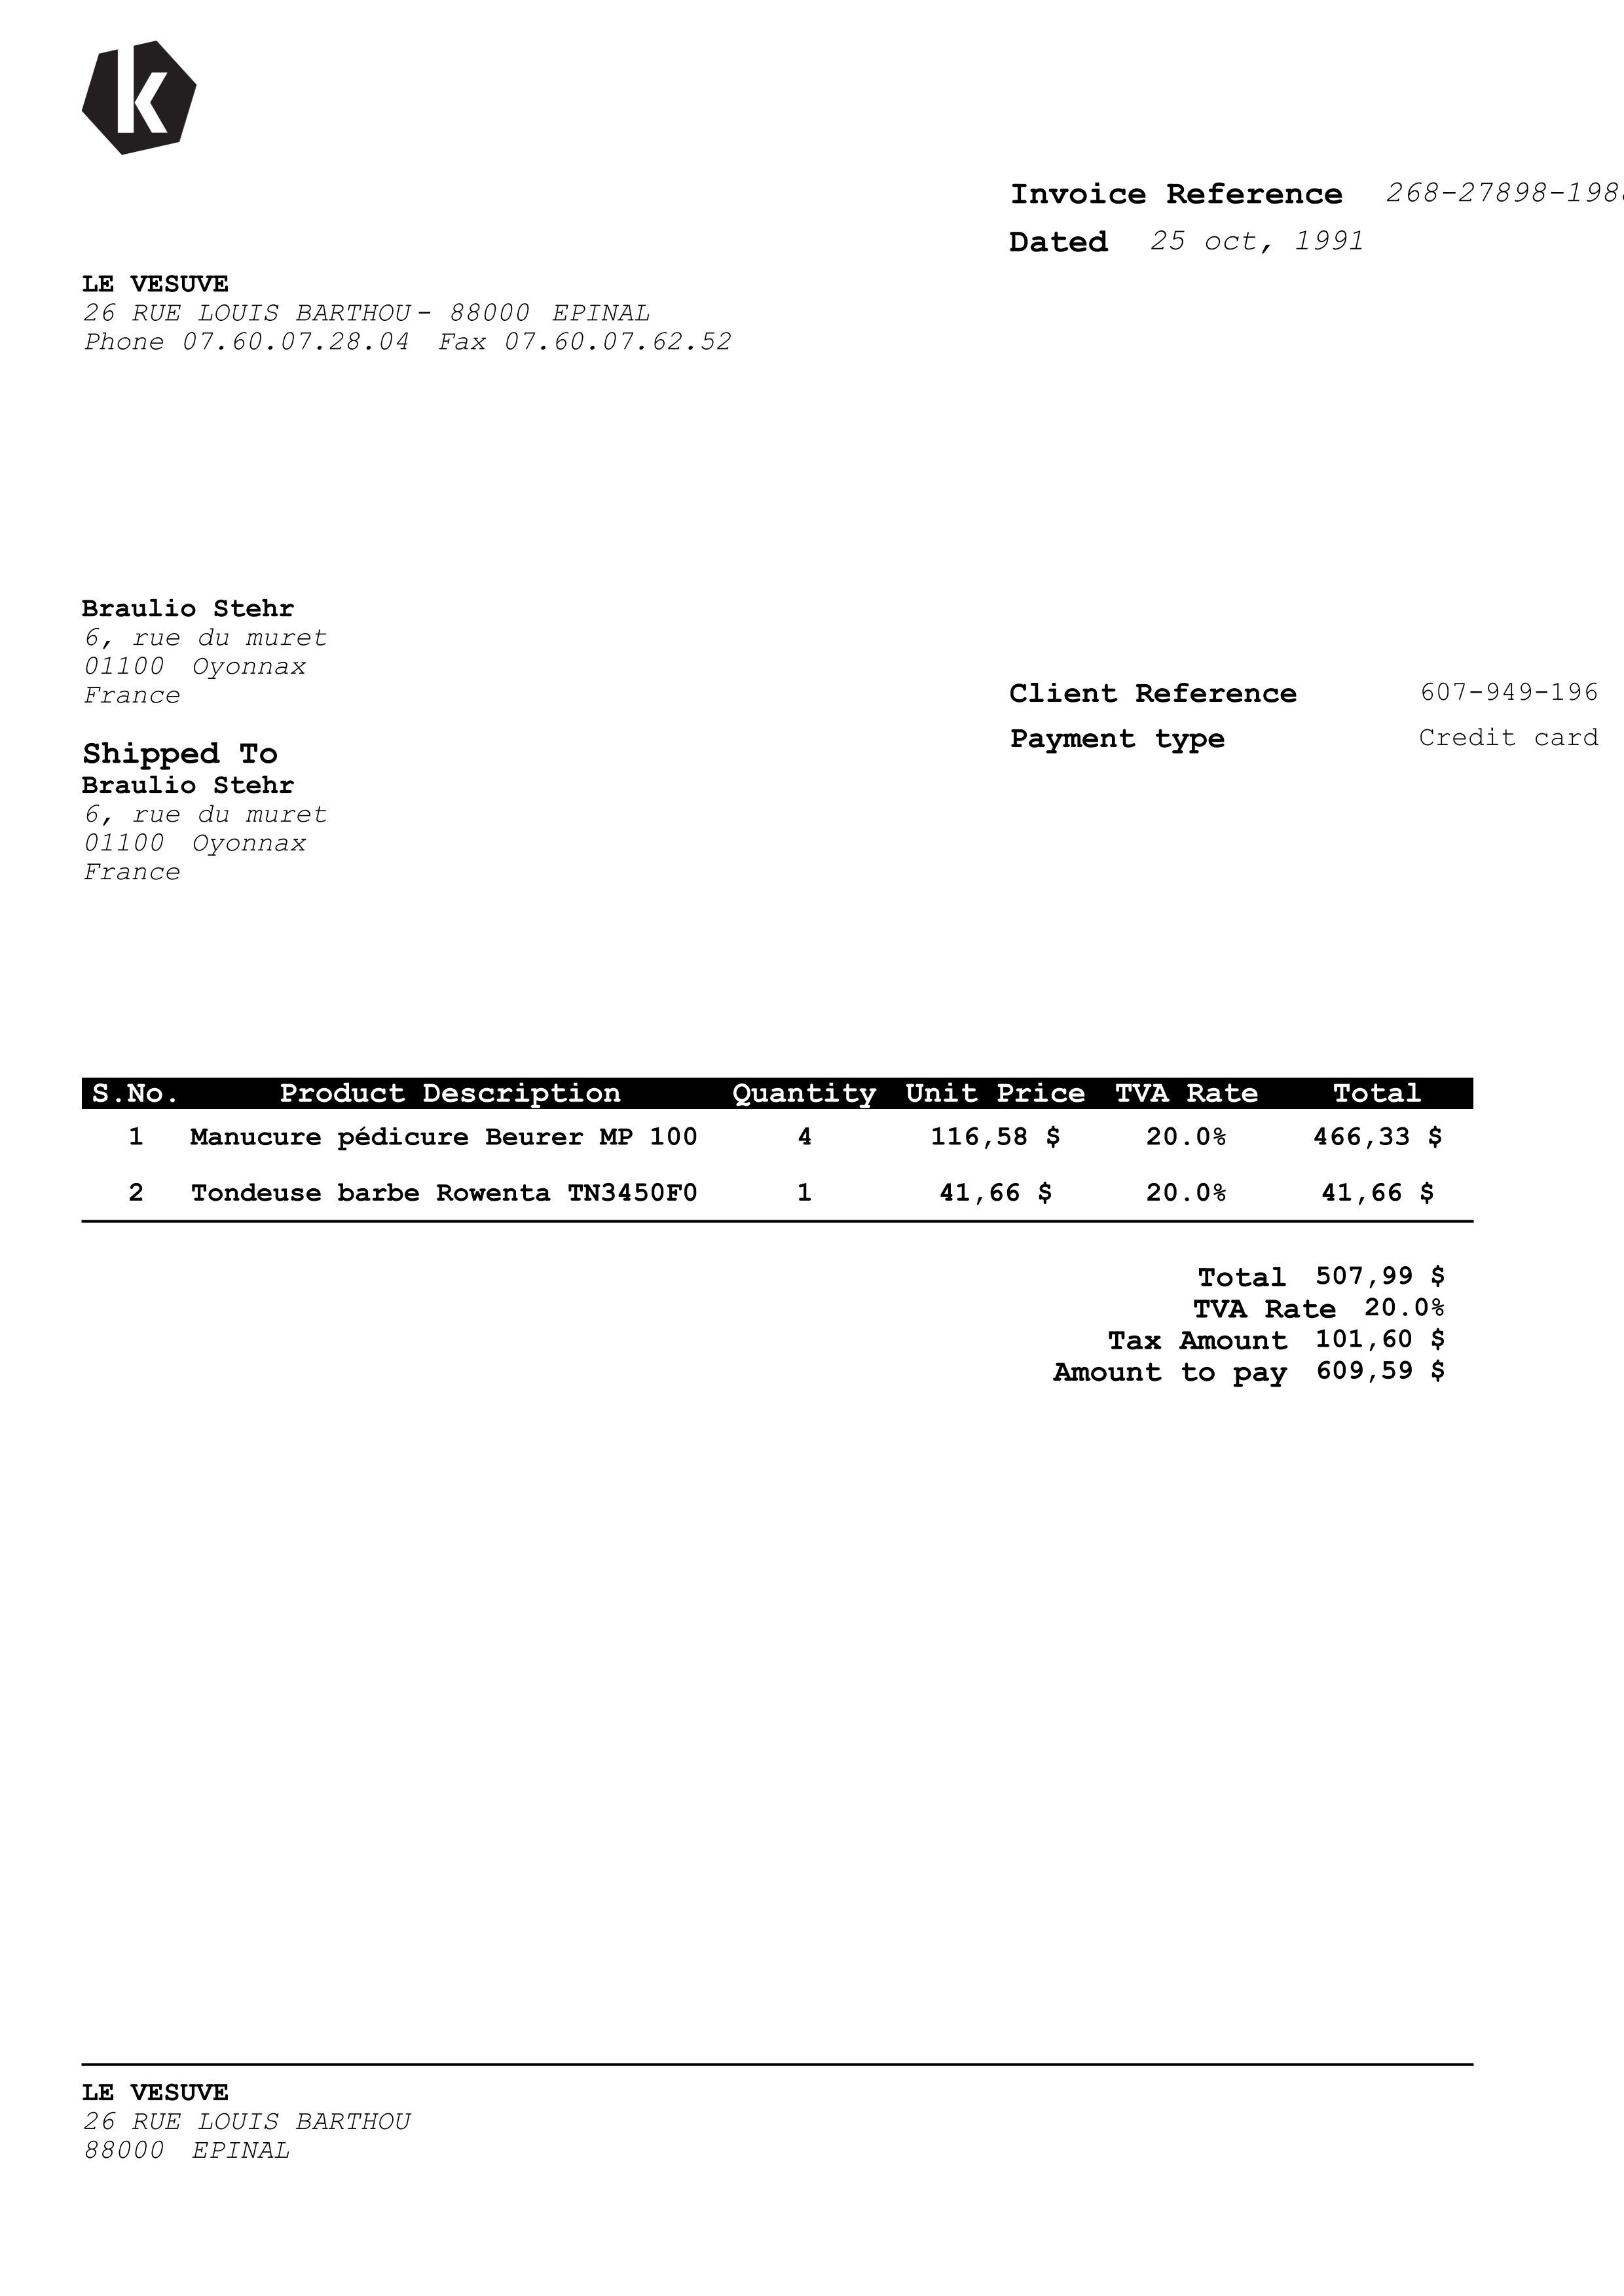 k
Invoice Reference 268-27898-198
Dated 25 oct, 1991
LE VESUVE
26 RUE LOUIS BARTHOU - 88000 EPINAL
Phone 07.60.07.28.04 Fax 07.60.07.62.52
Braulio Stehr
6, rue du muret
01100 Oyonnax
France
Client Reference 607-949-196
Payment type Credit card
Shipped To
Braulio Stehr
6, rue du muret
01100 Oyonnax
France
S.No. Product Description Quantity Unit Price TVA Rate Total
1 Manucure pédicure Beurer MP 100 4 116,58 $ 20.0% 466,33 $
2 Tondeuse barbe Rowenta TN3450F0 1 41,66 $ 20.0% 41,66 $
Total 507,99 $
TVA Rate 20.0%
Tax Amount 101,60 $
Amount to pay 609,59 $
LE VESUVE
26 RUE LOUIS BARTHOU
88000 EPINAL